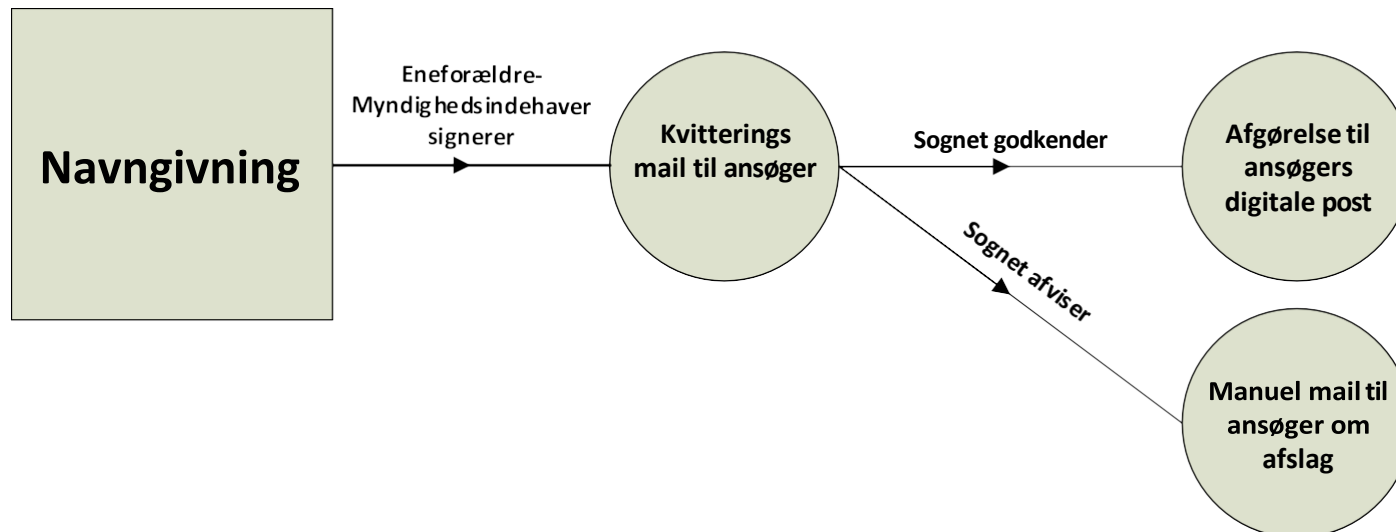 Navngivning
Eneforældre-
Myndighedsindehaver
signerer
Kvitterings
mail til ansøger
Sognet godkender
Afgørelse til
ansøgers
digitale post
Sognet afviser
Manuel mail til
ansøger om
afslag